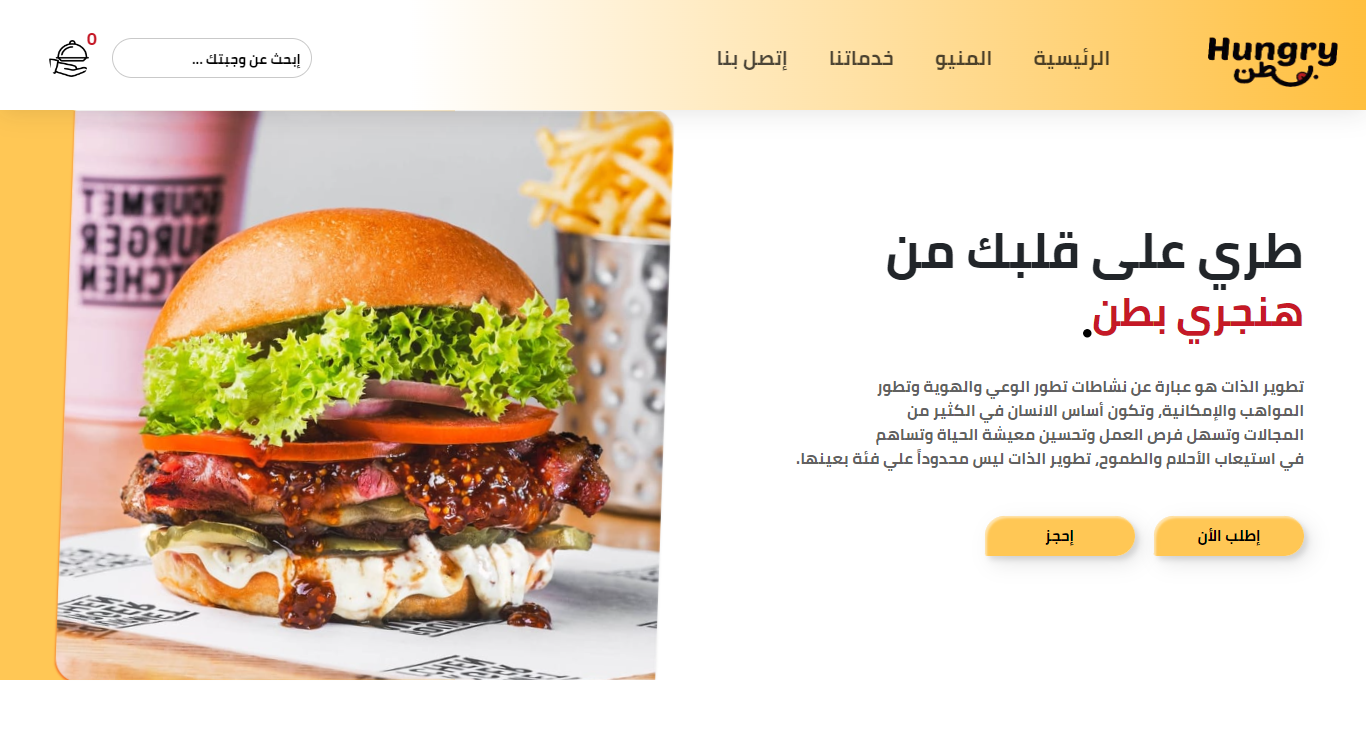 Hungry
بطن
الرئيسية
المنيو
خدماتنا
إتصل بنا
إبحث عن وجبتك ...
0
طري على قلبك من
هنجري بطن.
تطوير الذات هو عبارة عن نشاطات تطور الوعي والهوية وتطور
المواهب والإمكانية, وتكون أساس الانسان في الكثير من
المجالات وتسهل فرص العمل وتحسين معيشة الحياة وتساهم
في استيعاب الأحلام والطموح, تطوير الذات ليس محدوداً علي فئة بعينها.
إطلب الأن
إحجز
GOURMET
BURGER
KITCHEN